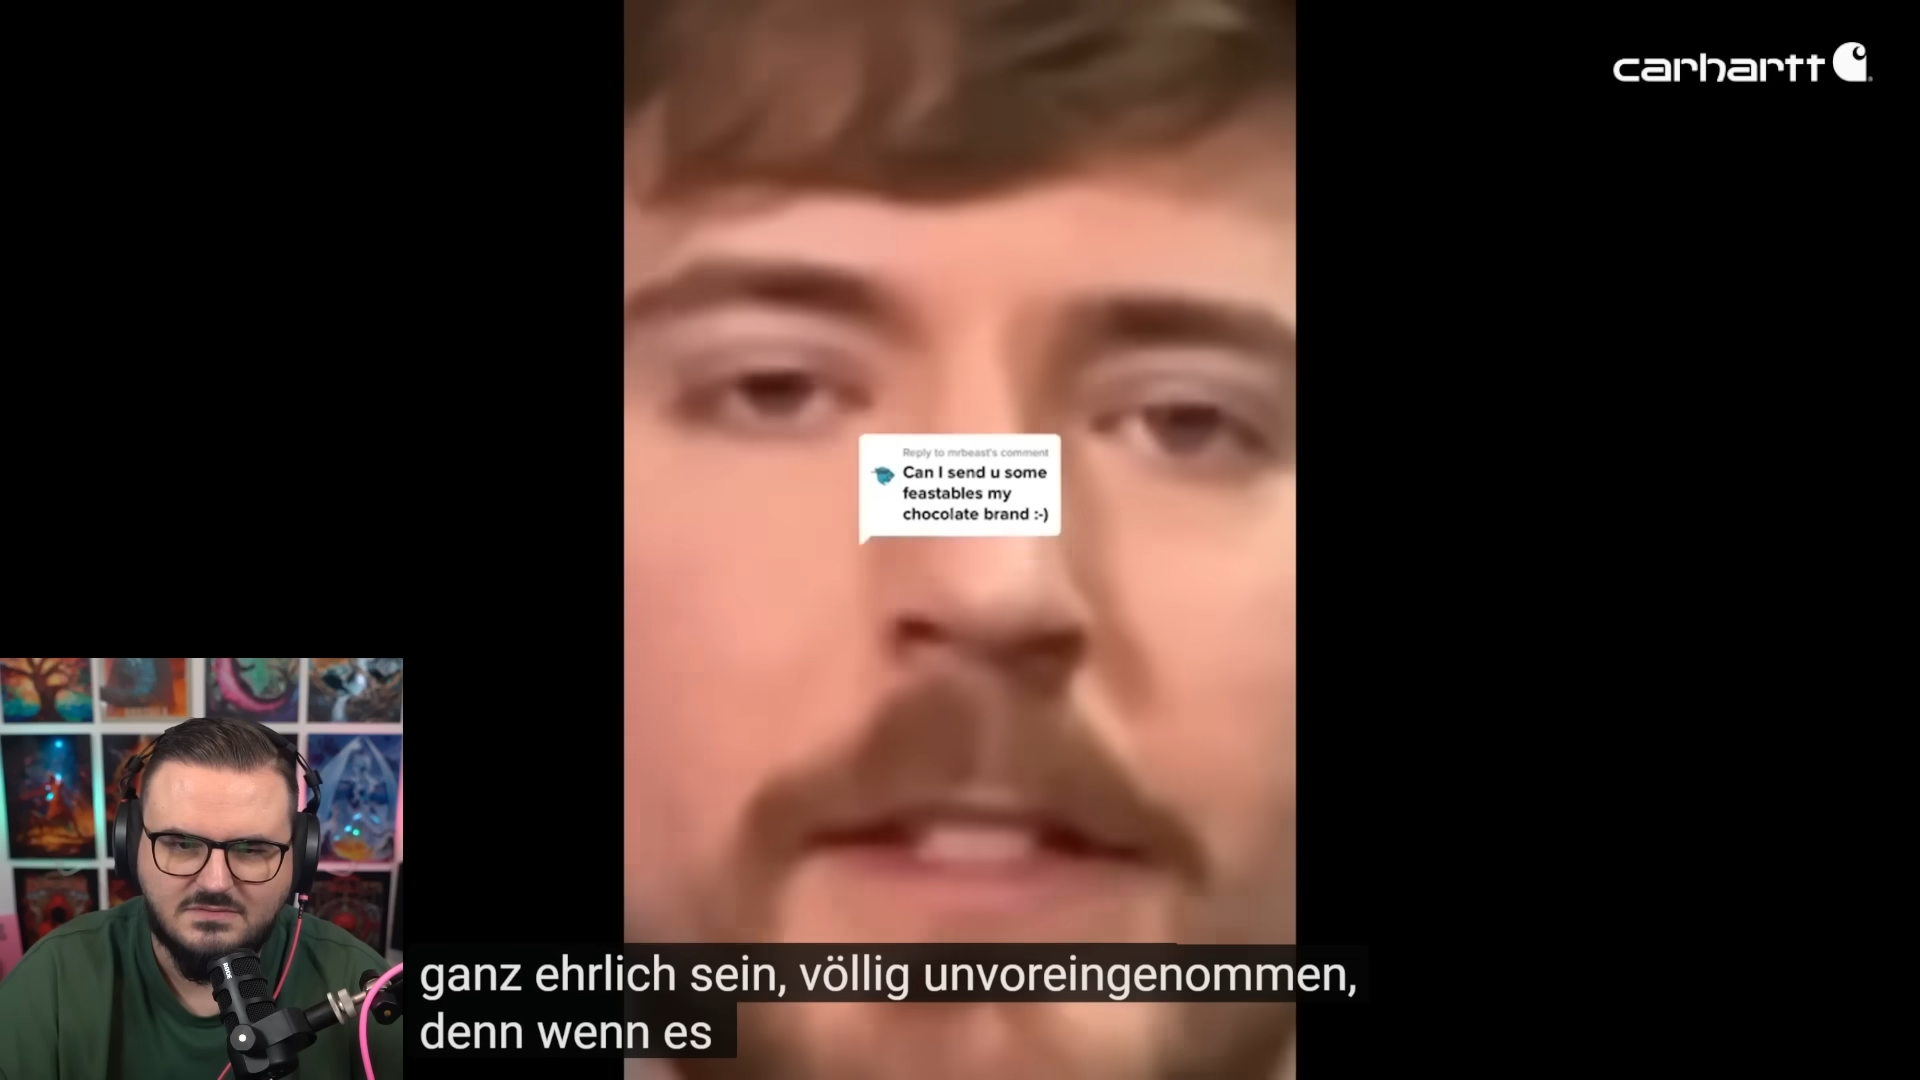 carhartt
Reply to mrbeast's comment
Can I send u some
feastables my
chocolate brand :-)
ganz ehrlich sein, völlig unvoreingenommen,
denn wenn es